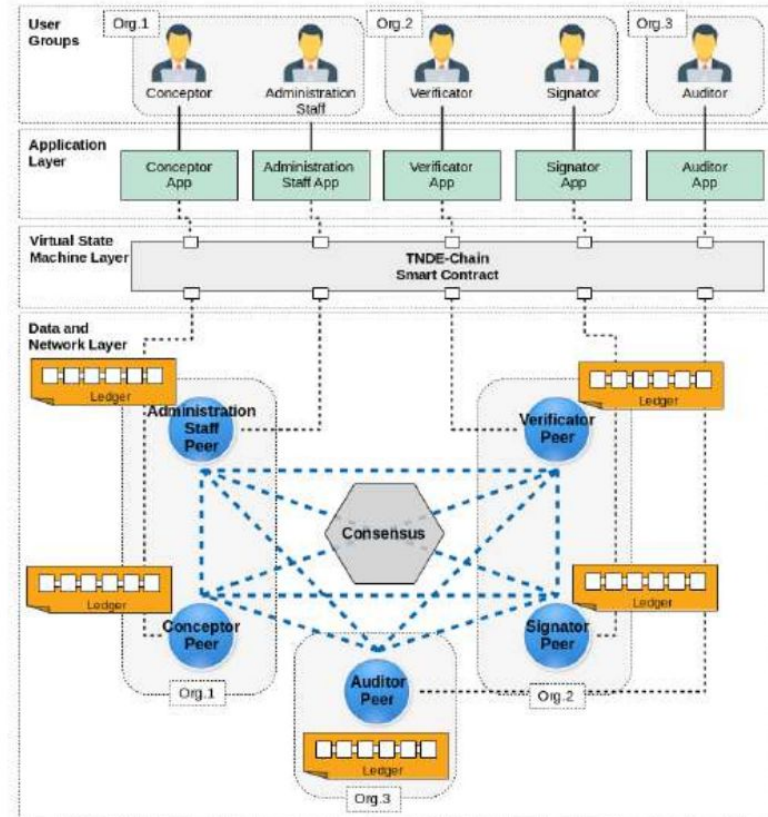 User
Groups
Org.1
Org.2
Org.3
Conceptor
Administration
Staff
Verificator
Signator
Auditor
Application
Layer
Conceptor
App
Administration
Staff App
Verificator
App
Signator
App
Auditor
App
Virtual State
Machine Layer
TNDE-Chain
Smart Contract
Data and
Network Layer
Ledger
Ledger
Administration
Staff
Peer
Verificator
Peer
Consensus
Ledger
Ledger
Conceptor
Peer
Signator
Peer
Auditor
Peer
Org.1
Org.2
Ledger
Org.3